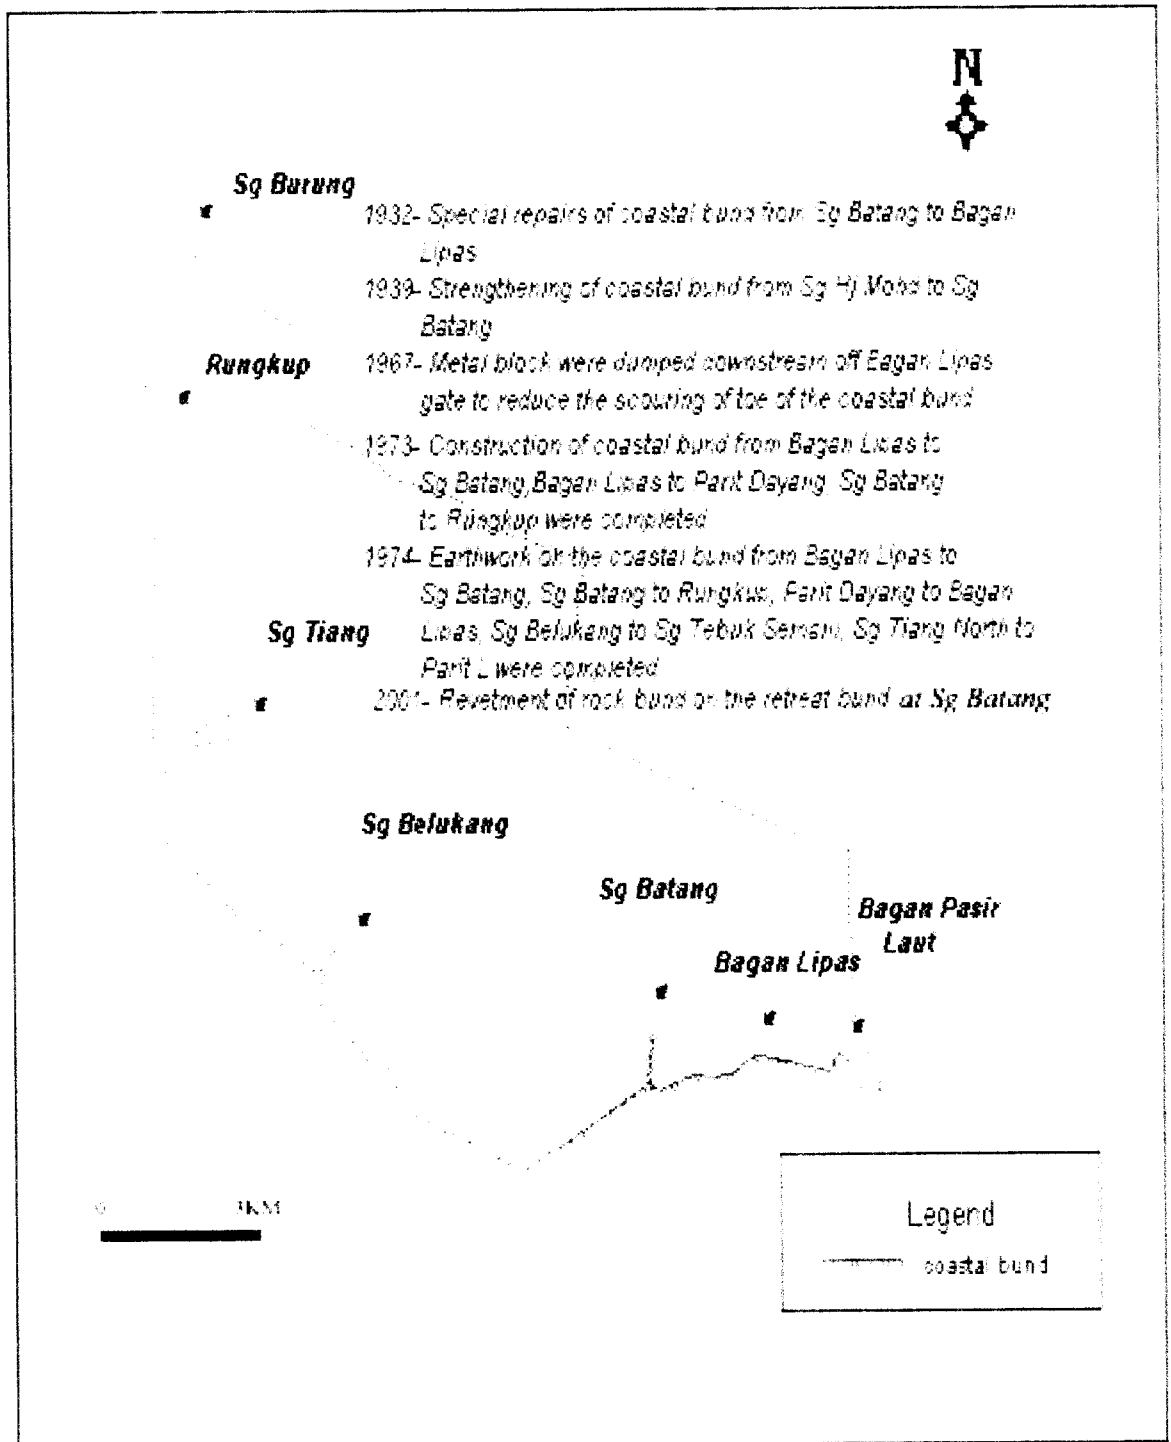 N
Sg Burung
1932- Special repairs of coastal bund from Sg Batang to Bagan
Lipas
1939- Strengthening of coastal bund from Sg Hj Mohd to Sg
Batang
Rungkup
1967- Metal block were dumped downstream off Bagan Lipas
gate to reduce the scouring of toe of the coastal bund
1973- Construction of coastal bund from Bagan Lipas to
Sg Batang,Bagan Lipas to Parit Dayang, Sg Batang
to Rungkup were completed
1974- Earthwork on the coastal bund from Bagan Lipas to
Sg Batang, Sg Batang to Rungkup, Parit Dayang to Bagan
Lipas, Sg Belukang to Sg Tebuk Semani, Sg Tiang North to
Parit L were completed
Sg Tiang
2001- Revetment of rock bund on the retreat bund at Sg Batang
Sg Belukang
Sg Batang
Bagan Pasir
Laut
Bagan Lipas
0 3KM
Legend
coastal bund